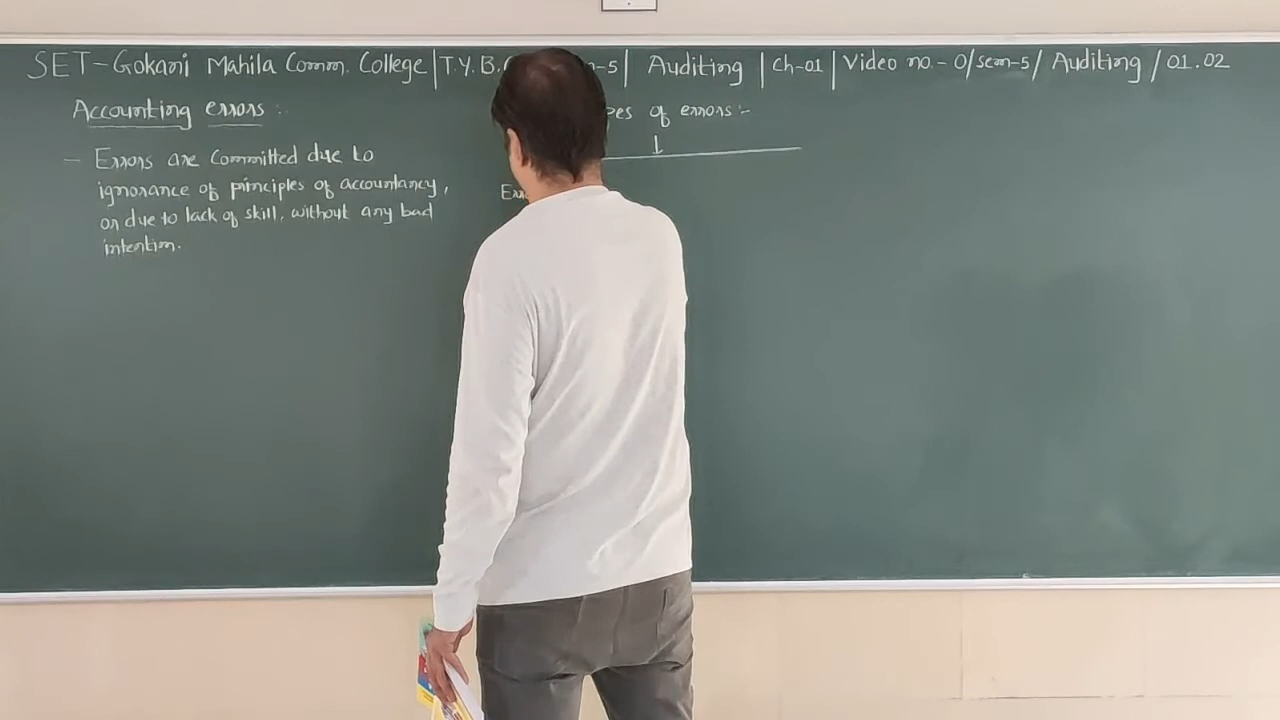 SET-Gokani Mahila Comm. College | T.Y.B. -5 | Auditing | Ch-01 | Video no.- 0/sem-5/ Auditing / 01.02
Accounting errors :
- Errors are committed due to
ignorance of principles of accountancy,
or due to lack of skill, without any bad
intention.
of errors :-